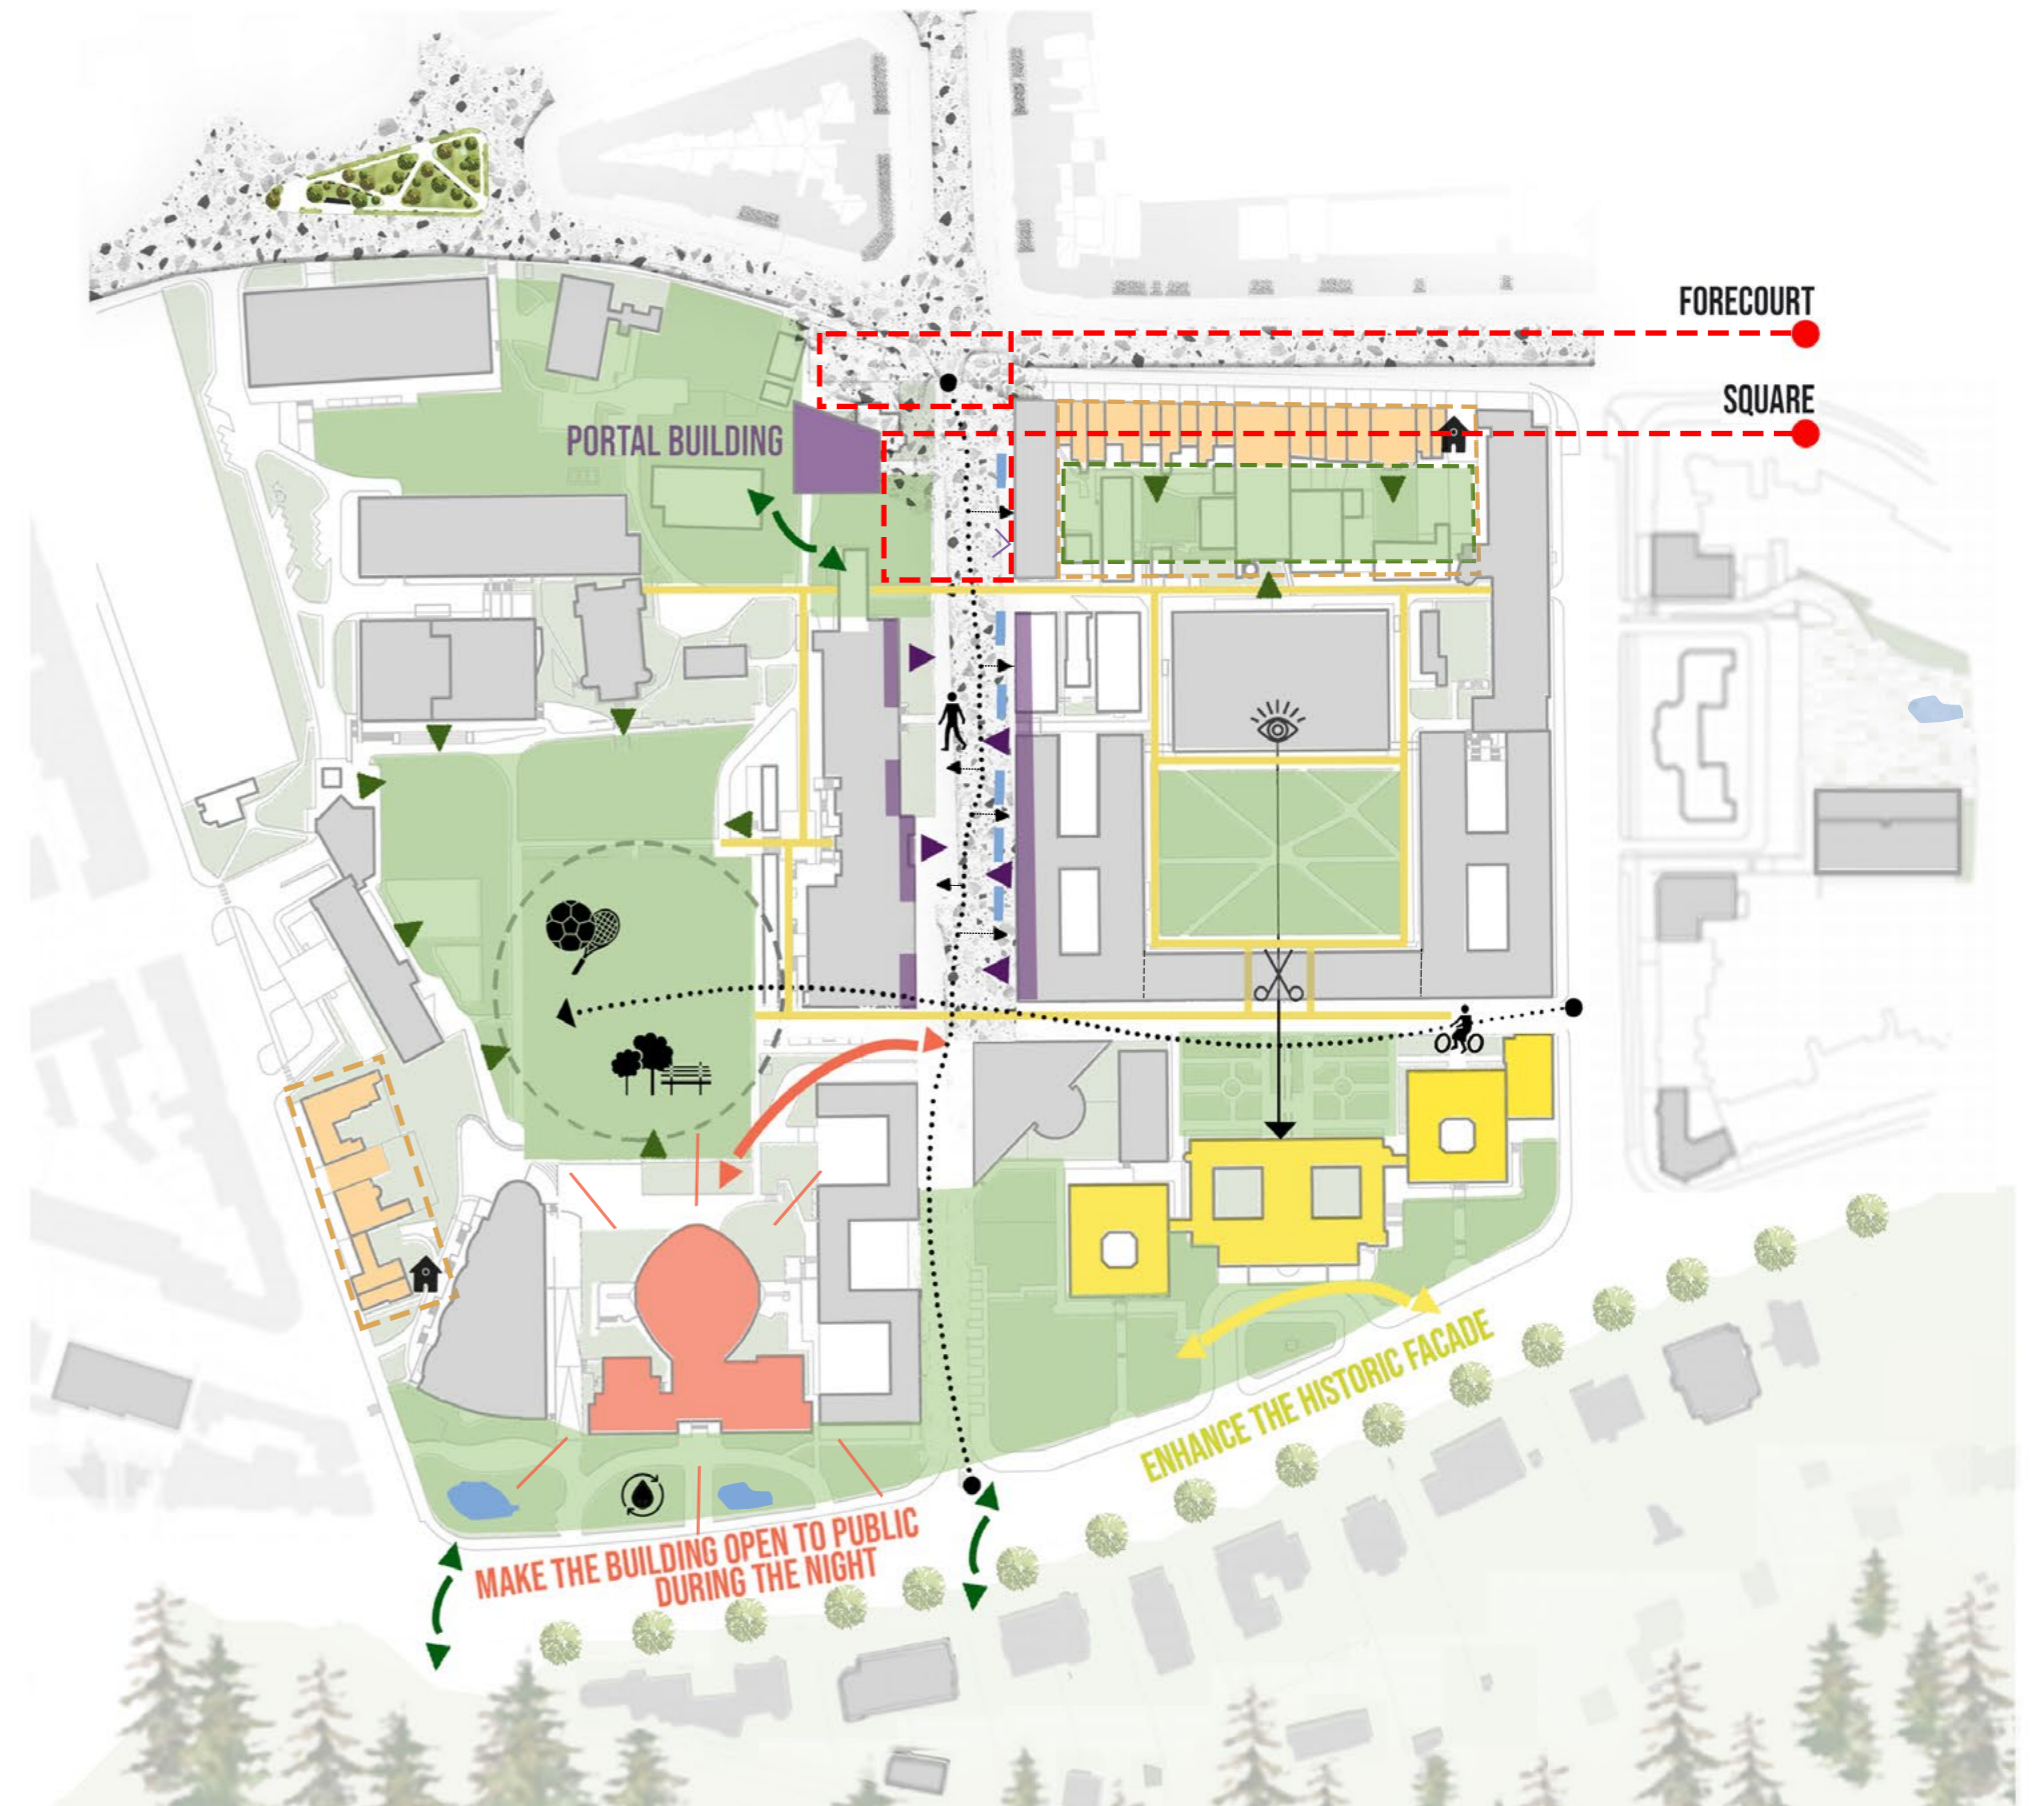 FORECOURT
SQUARE
PORTAL BUILDING
ENHANCE THE HISTORIC FACADE
MAKE THE BUILDING OPEN TO PUBLIC
DURING THE NIGHT